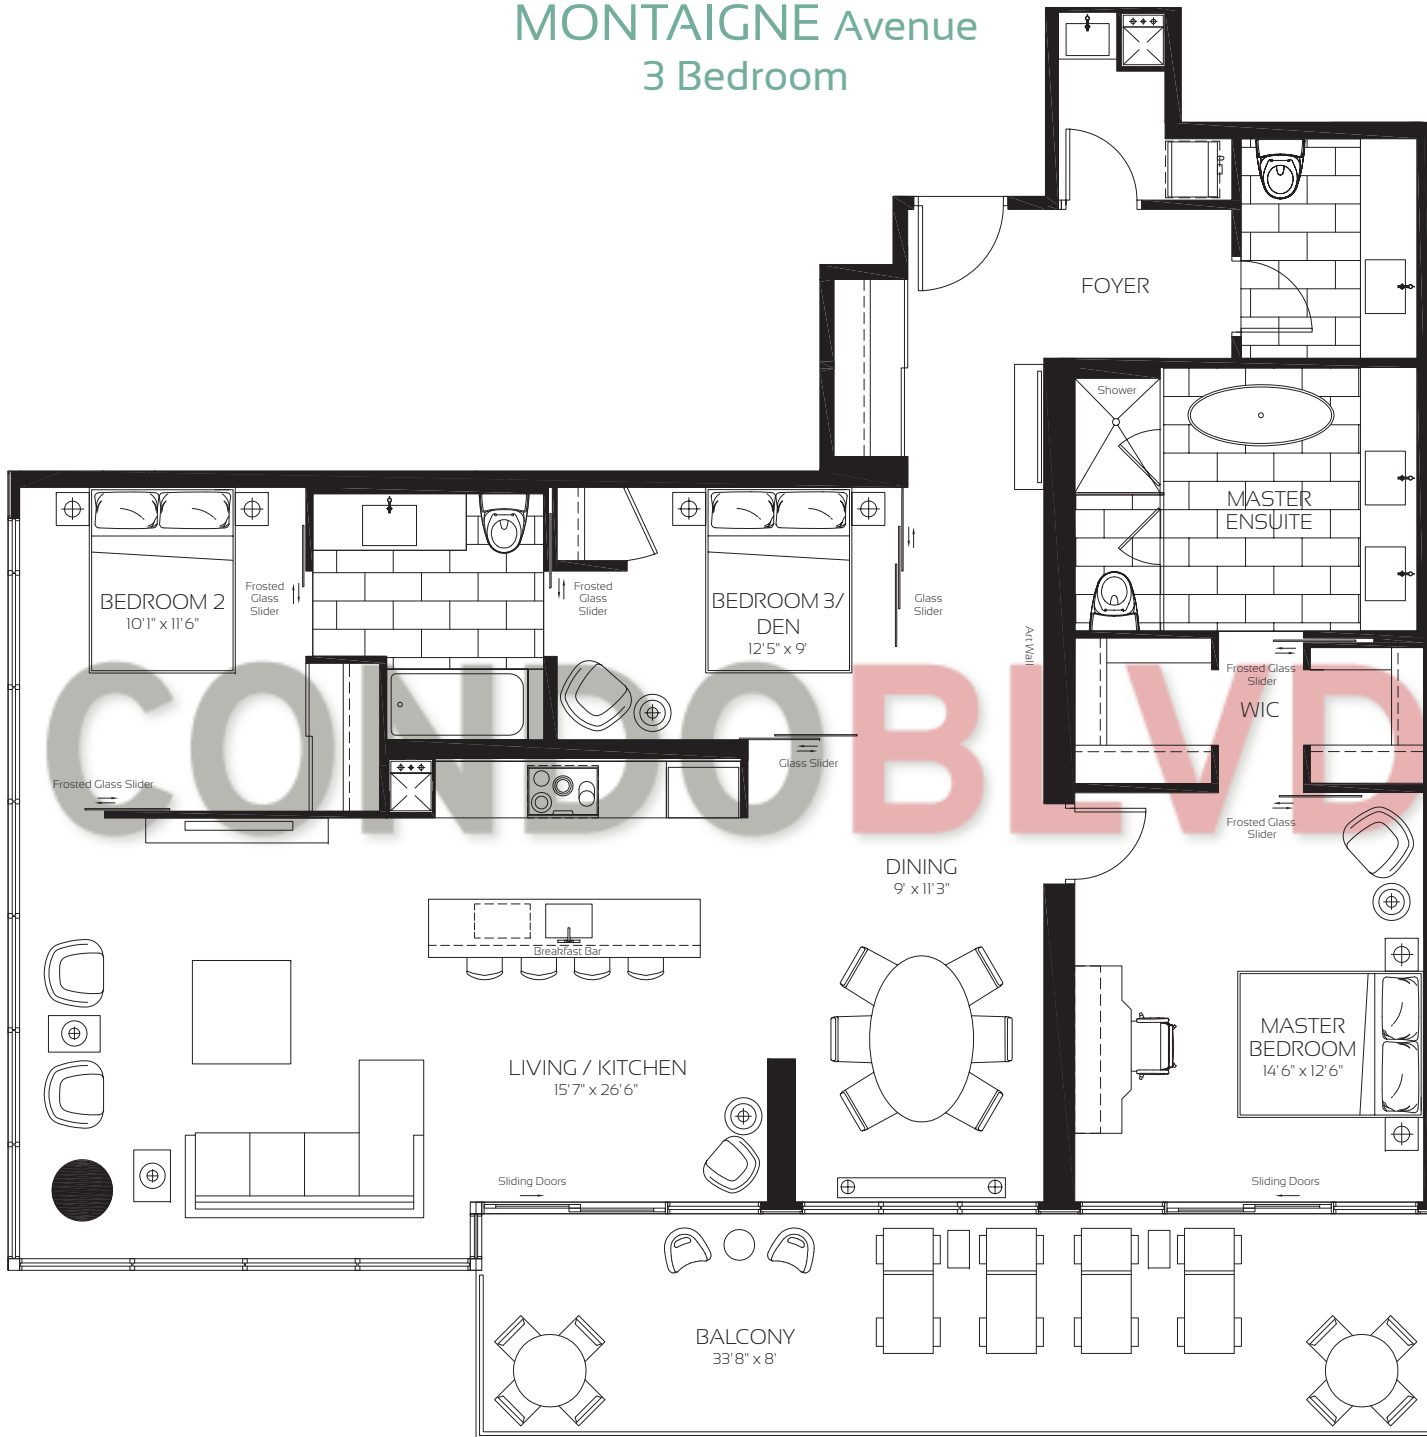 MONTAIGNE Avenue
3 Bedroom
FOYER
Shower
MASTER
ENSUITE
BEDROOM 2
10'1" x 11'6"
Frosted
Glass
Slider
Frosted
Glass
Slider
BEDROOM 3/
DEN
12'5" x 9'
Glass
Slider
Art Wall
Frosted Glass
Slider
WIC
CONDOBLVD
Frosted Glass Slider
Glass Slider
Frosted Glass
Slider
DINING
9' x 11'3"
Breakfast Bar
LIVING / KITCHEN
15'7" x 26'6"
MASTER
BEDROOM
14'6" x 12'6"
Sliding Doors
Sliding Doors
BALCONY
33'8" x 8'